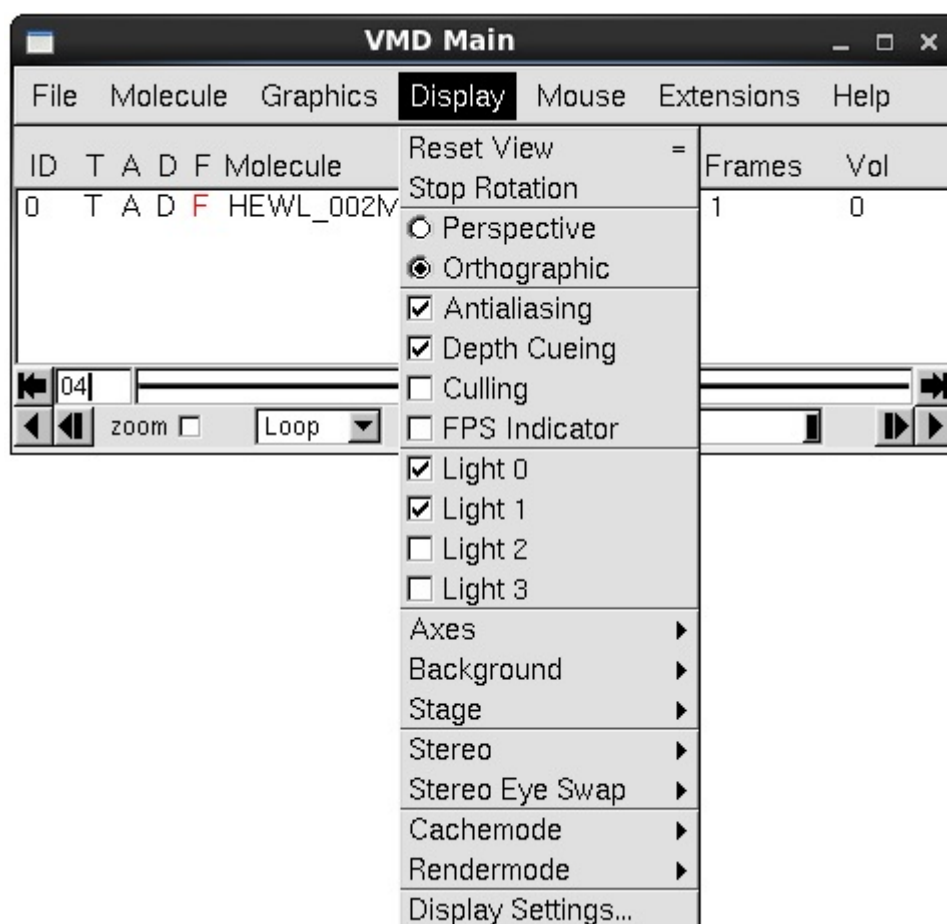 VMD Main
File Molecule Graphics Display Mouse Extensions Help
ID T A D F Molecule Frames Vol
0 T A D F HEWL_002M 1 0
04
zoom Loop
Reset View =
Stop Rotation
Perspective
Orthographic
Antialiasing
Depth Cueing
Culling
FPS Indicator
Light 0
Light 1
Light 2
Light 3
Axes
Background
Stage
Stereo
Stereo Eye Swap
Cachemode
Rendermode
Display Settings...